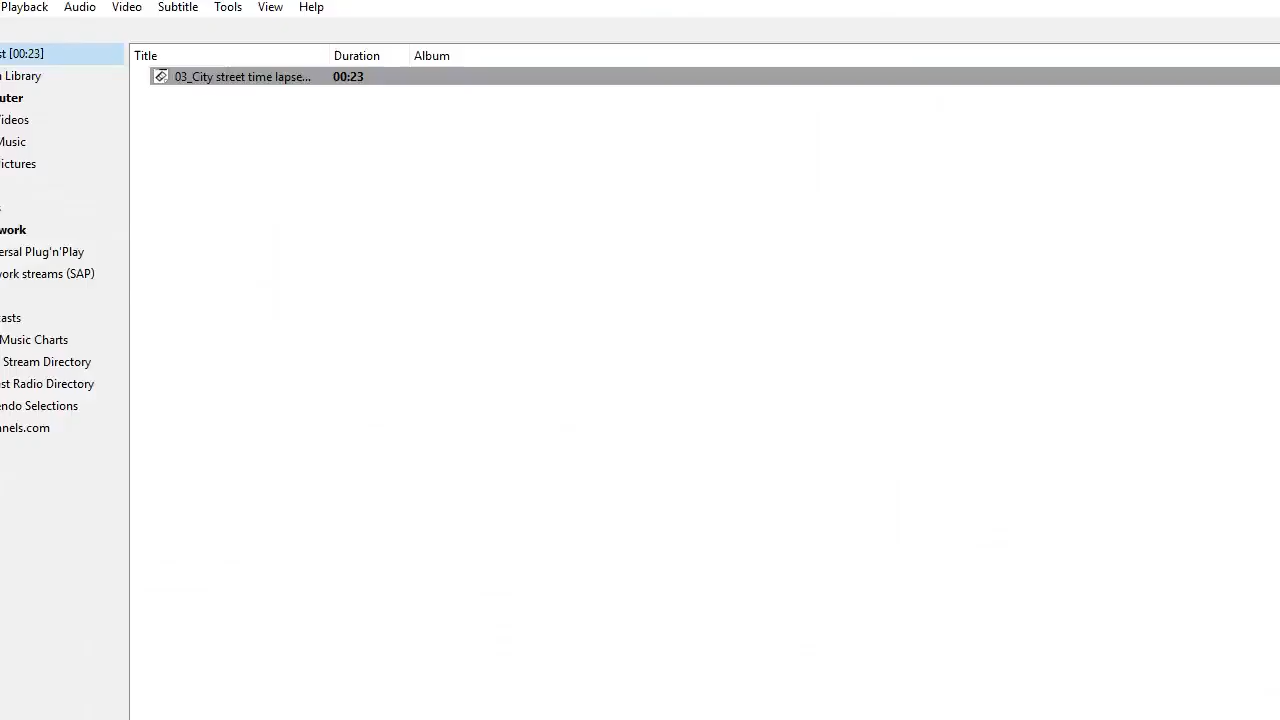 Playback Audio Video Subtitle Tools View Help
st [00:23]
Title Duration Album
Library
03_City street time lapse... 00:23
uter
ideos
Music
ictures
work
ersal Plug'n'Play
vork streams (SAP)
asts
Music Charts
Stream Directory
st Radio Directory
endo Selections
nnels.com